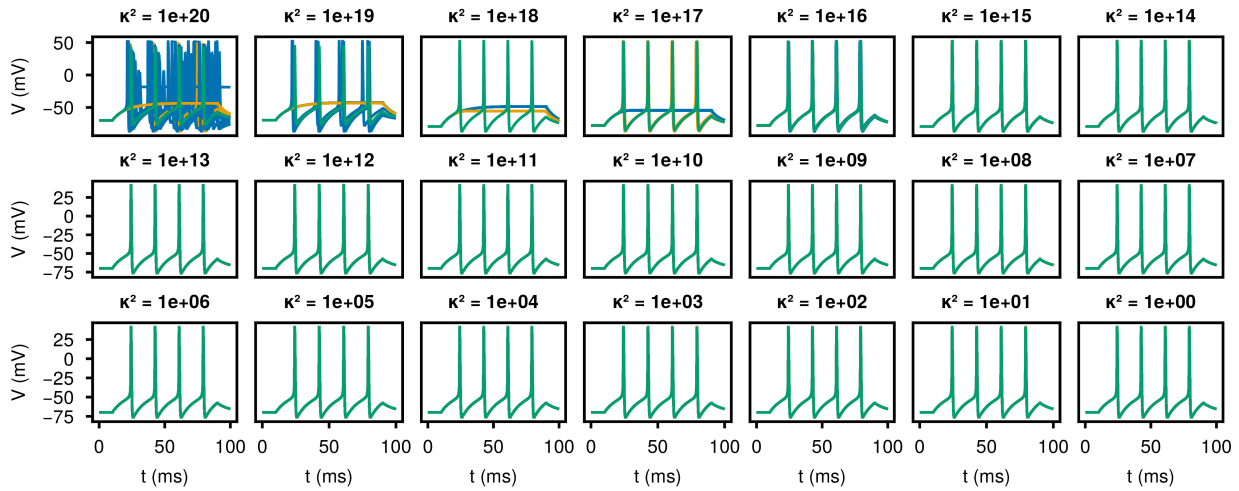 κ² = 1e+20 κ² = 1e+19 κ² = 1e+18 κ² = 1e+17 κ² = 1e+16 κ² = 1e+15 κ² = 1e+14
50
0
−50
V (mV)
κ² = 1e+13 κ² = 1e+12 κ² = 1e+11 κ² = 1e+10 κ² = 1e+09 κ² = 1e+08 κ² = 1e+07
25
0
−25
−50
−75
V (mV)
κ² = 1e+06 κ² = 1e+05 κ² = 1e+04 κ² = 1e+03 κ² = 1e+02 κ² = 1e+01 κ² = 1e+00
25
0
−25
−50
−75
V (mV)
0 50 100 0 50 100 0 50 100 0 50 100 0 50 100 0 50 100 0 50 100
t (ms) t (ms) t (ms) t (ms) t (ms) t (ms) t (ms)